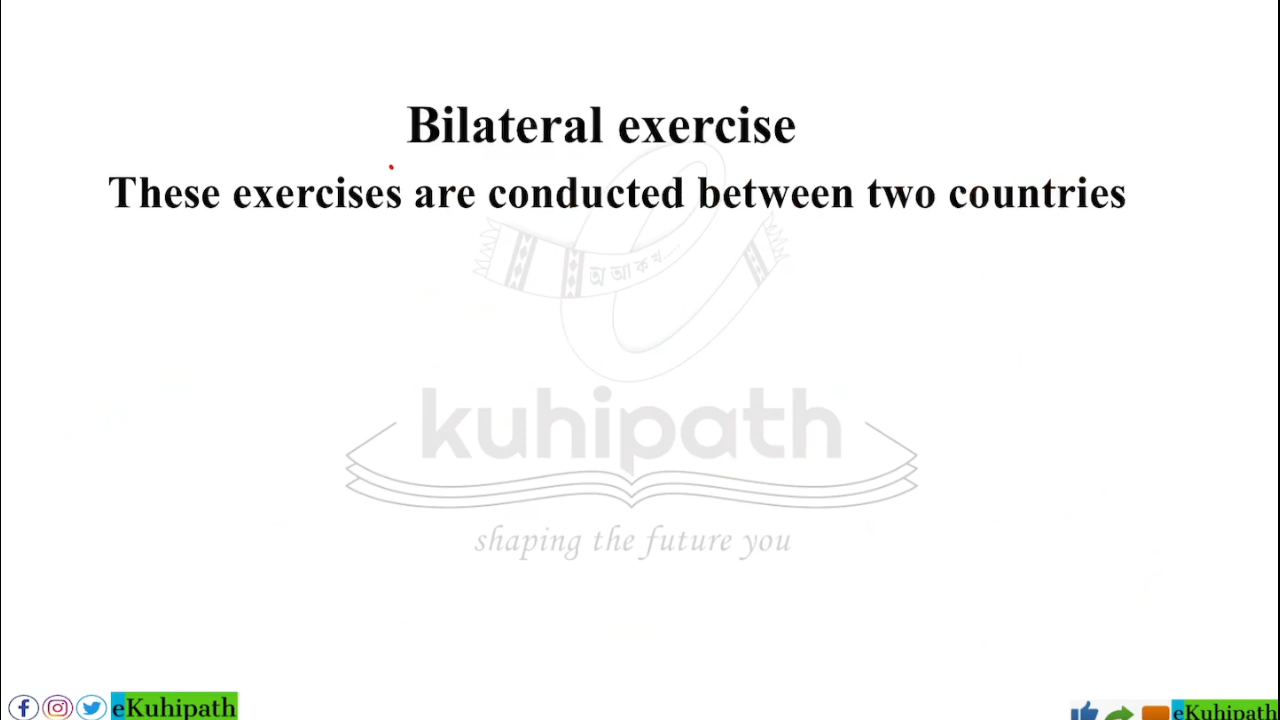 Bilateral exercise
These exercises are conducted between two countries
অ আ ক খ.....
kuhipath
shaping the future you
eKuhipath
eKuhipath